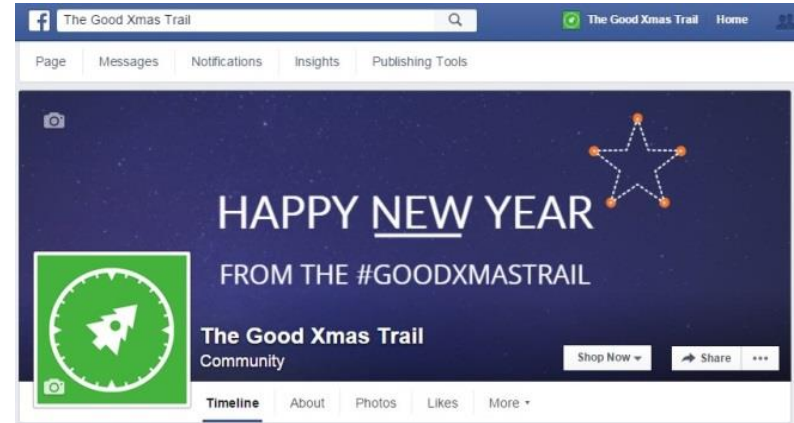 f The Good Xmas Trail The Good Xmas Trail Home
Page Messages Notifications Insights Publishing Tools
HAPPY NEW YEAR
FROM THE #GOODXMASTRAIL
The Good Xmas Trail
Community
Shop Now Share
Timeline About Photos Likes More